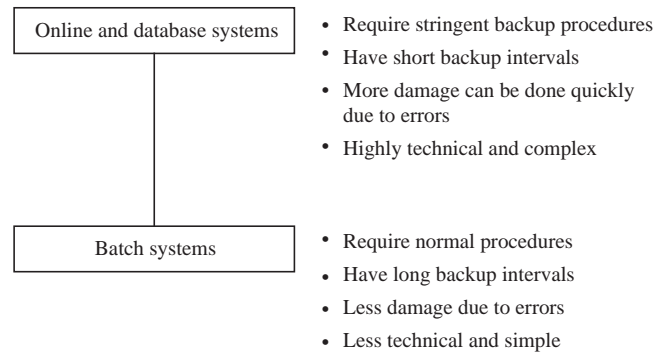 Online and database systems
• Require stringent backup procedures
• Have short backup intervals
• More damage can be done quickly
due to errors
• Highly technical and complex
Batch systems
• Require normal procedures
• Have long backup intervals
• Less damage due to errors
• Less technical and simple